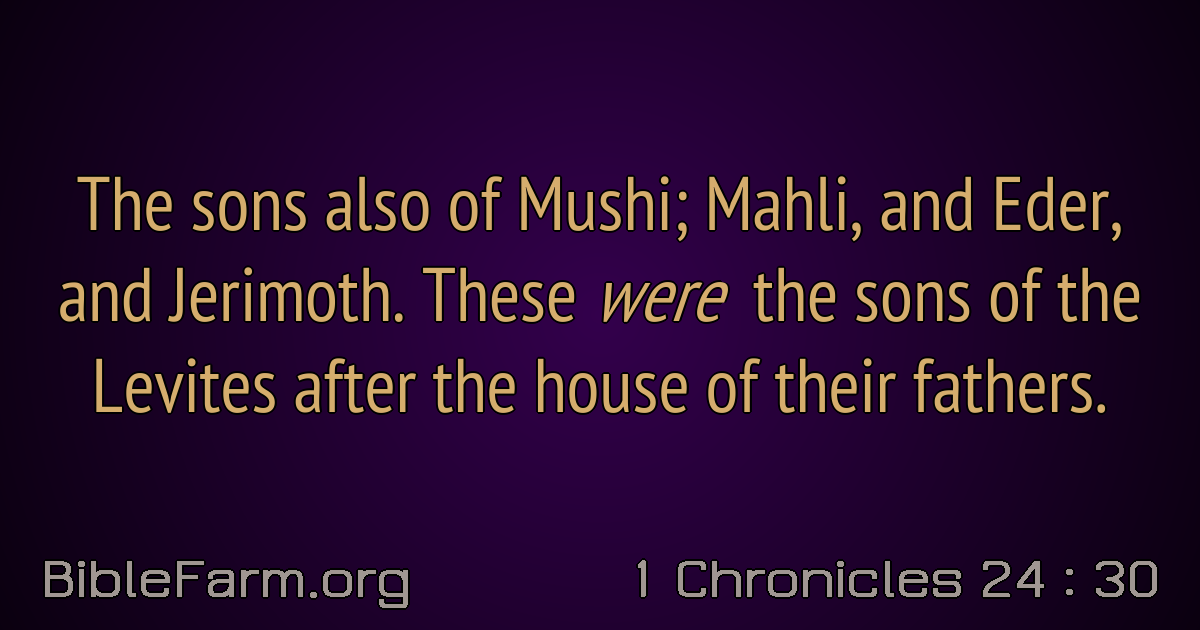 The sons also of Mushi; Mahli, and Eder,
and Jerimoth. These were the sons of the
Levites after the house of their fathers.
BibleFarm.org
1 Chronicles 24 : 30